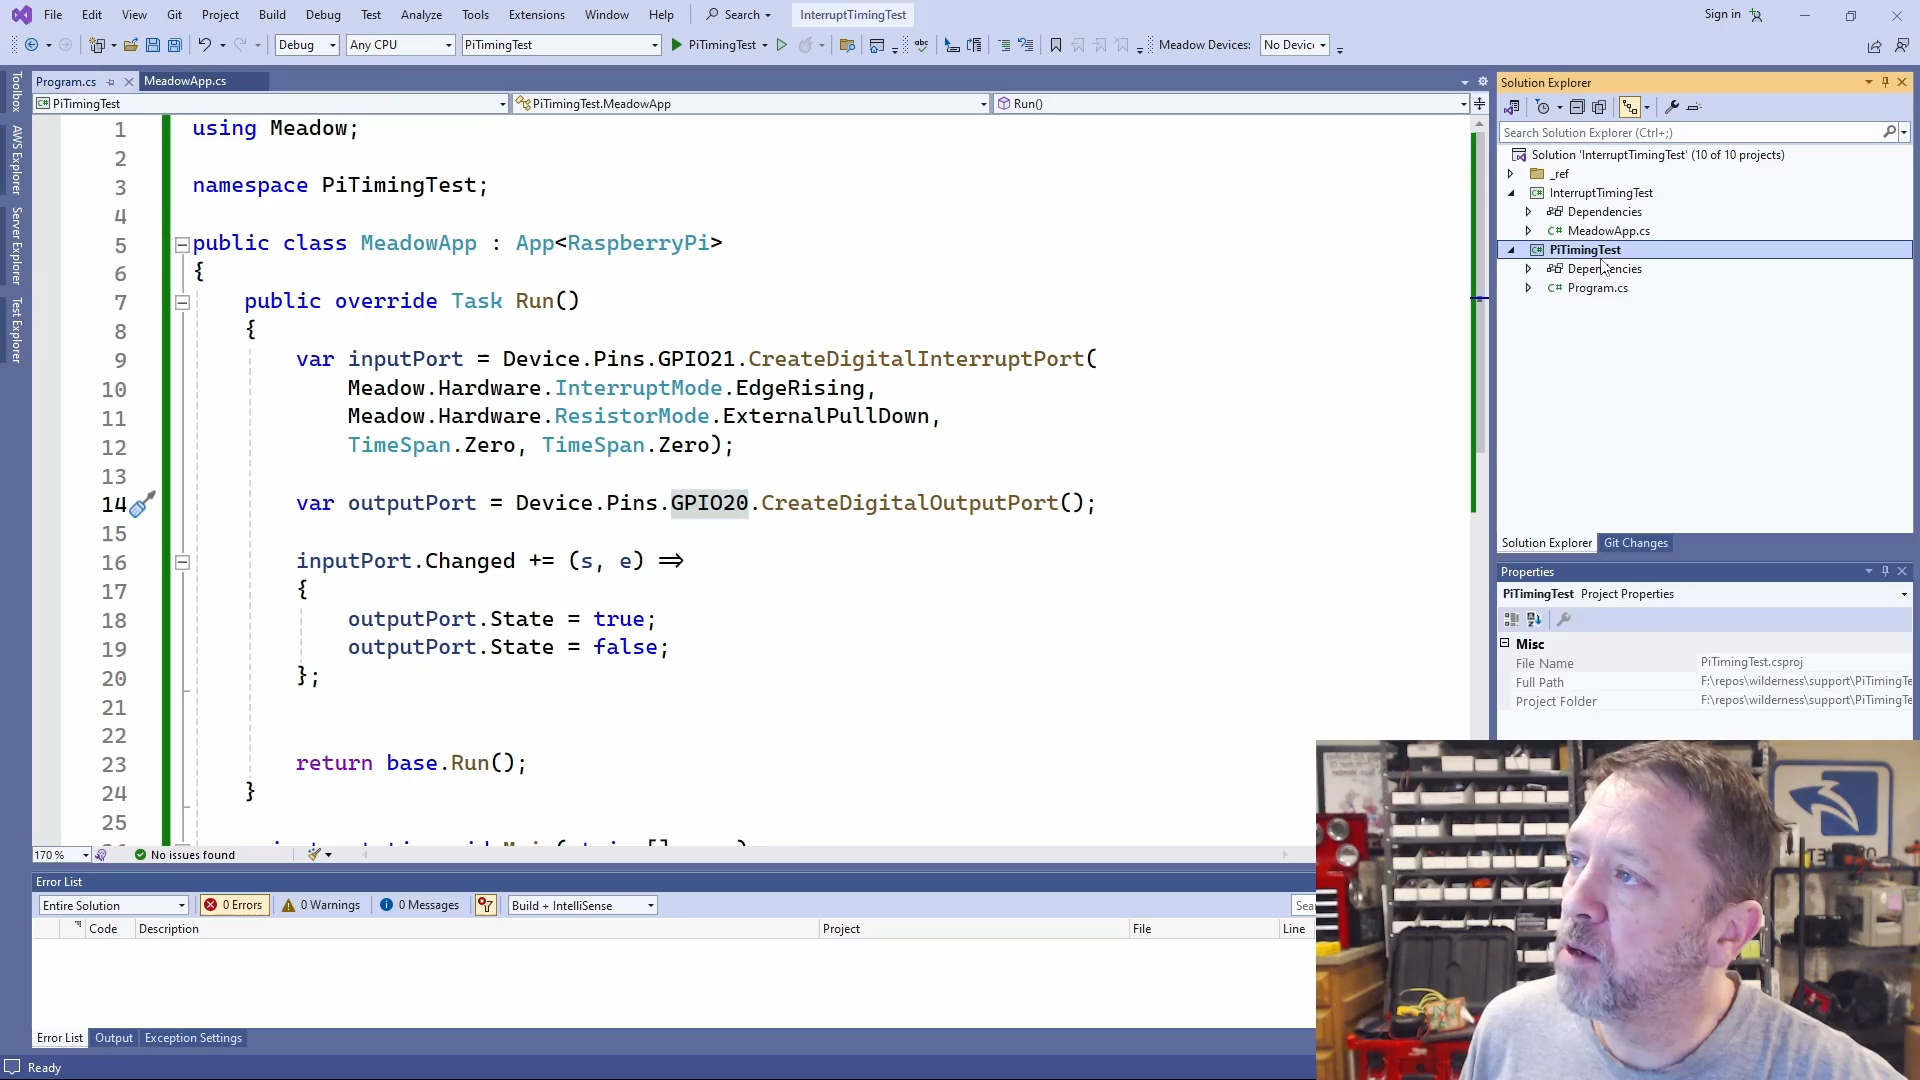 File Edit View Git Project Build Debug Test Analyze Tools Extensions Window Help Search InterruptTimingTest Sign in
Debug Any CPU PiTimingTest PiTimingTest Meadow Devices: No Devic
Toolbox
AWS Explorer
Server Explorer
Test Explorer
Program.cs MeadowApp.cs
PiTimingTest PiTimingTest.MeadowApp Run()
1 using Meadow;
2
3 namespace PiTimingTest;
4
5 public class MeadowApp : App<RaspberryPi>
6 {
7 public override Task Run()
8 {
9 var inputPort = Device.Pins.GPIO21.CreateDigitalInterruptPort(
10 Meadow.Hardware.InterruptMode.EdgeRising,
11 Meadow.Hardware.ResistorMode.ExternalPullDown,
12 TimeSpan.Zero, TimeSpan.Zero);
13
14 var outputPort = Device.Pins.GPIO20.CreateDigitalOutputPort();
15
16 inputPort.Changed += (s, e) =>
17 {
18 outputPort.State = true;
19 outputPort.State = false;
20 };
21
22
23 return base.Run();
24 }
25
170 % No issues found
Error List
Entire Solution 0 Errors 0 Warnings 0 Messages Build + IntelliSense Sea
Code Description Project File Line
Error List Output Exception Settings
Ready
Solution Explorer
Search Solution Explorer (Ctrl+;)
Solution 'InterruptTimingTest' (10 of 10 projects)
_ref
InterruptTimingTest
Dependencies
C# MeadowApp.cs
PiTimingTest
Dependencies
C# Program.cs
Solution Explorer Git Changes
Properties
PiTimingTest Project Properties
Misc
File Name PiTimingTest.csproj
Full Path F:\repos\wilderness\support\PiTimingTe
Project Folder F:\repos\wilderness\support\PiTimingTe